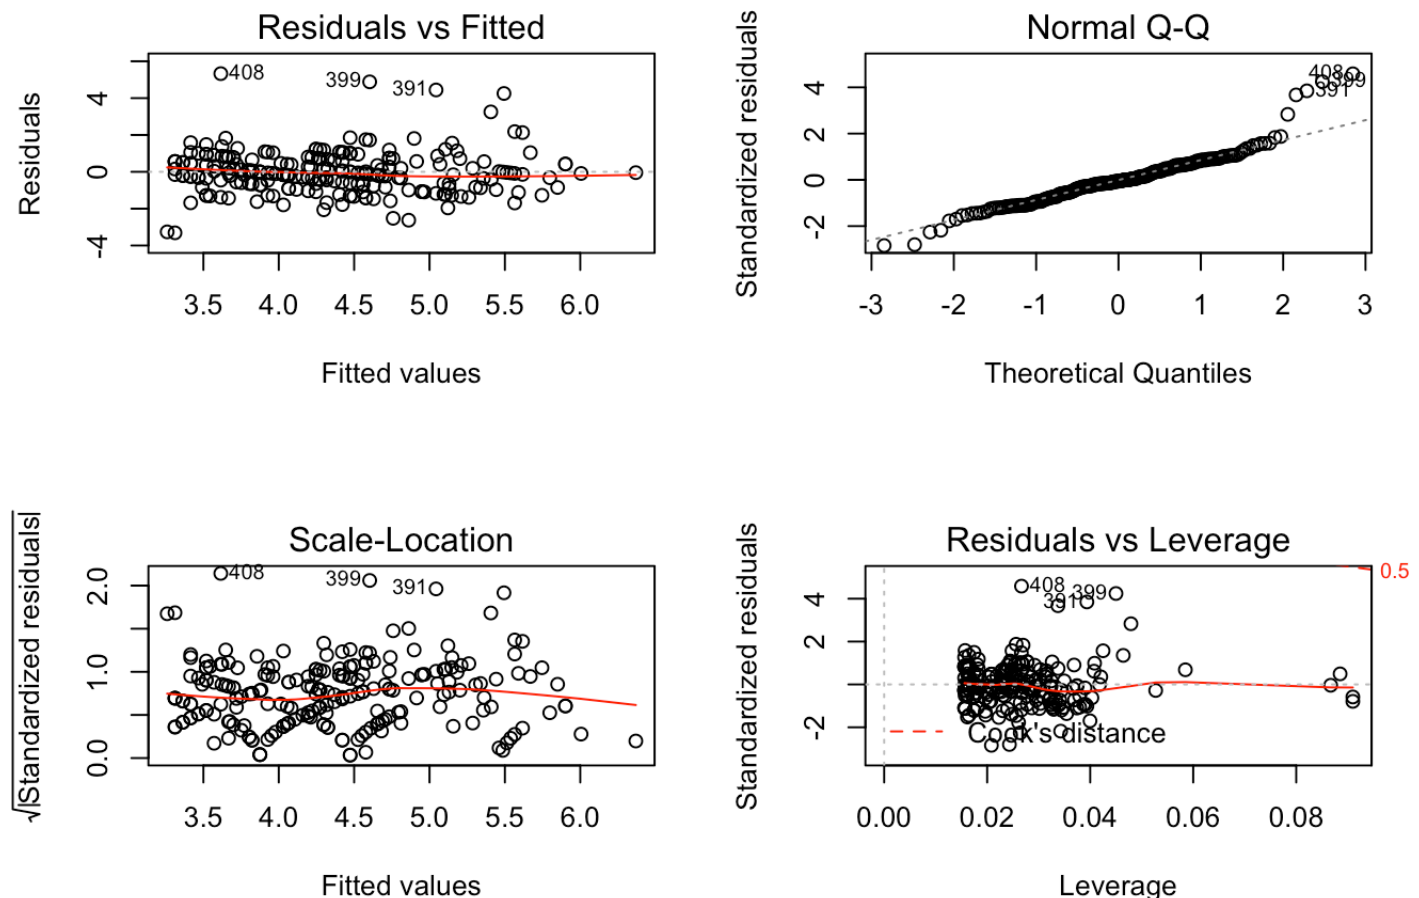 Residuals vs Fitted
Residuals
4
0
-4
408
399
391
3.5 4.0 4.5 5.0 5.5 6.0
Fitted values
Normal Q-Q
Standardized residuals
4
2
0
-2
408
399
391
-3 -2 -1 0 1 2 3
Theoretical Quantiles
Scale-Location
√|Standardized residuals|
2.0
1.0
0.0
408
399
391
3.5 4.0 4.5 5.0 5.5 6.0
Fitted values
Residuals vs Leverage
Standardized residuals
4
2
-2
408
399
391
0.5
Cook's distance
0.00 0.02 0.04 0.06 0.08
Leverage